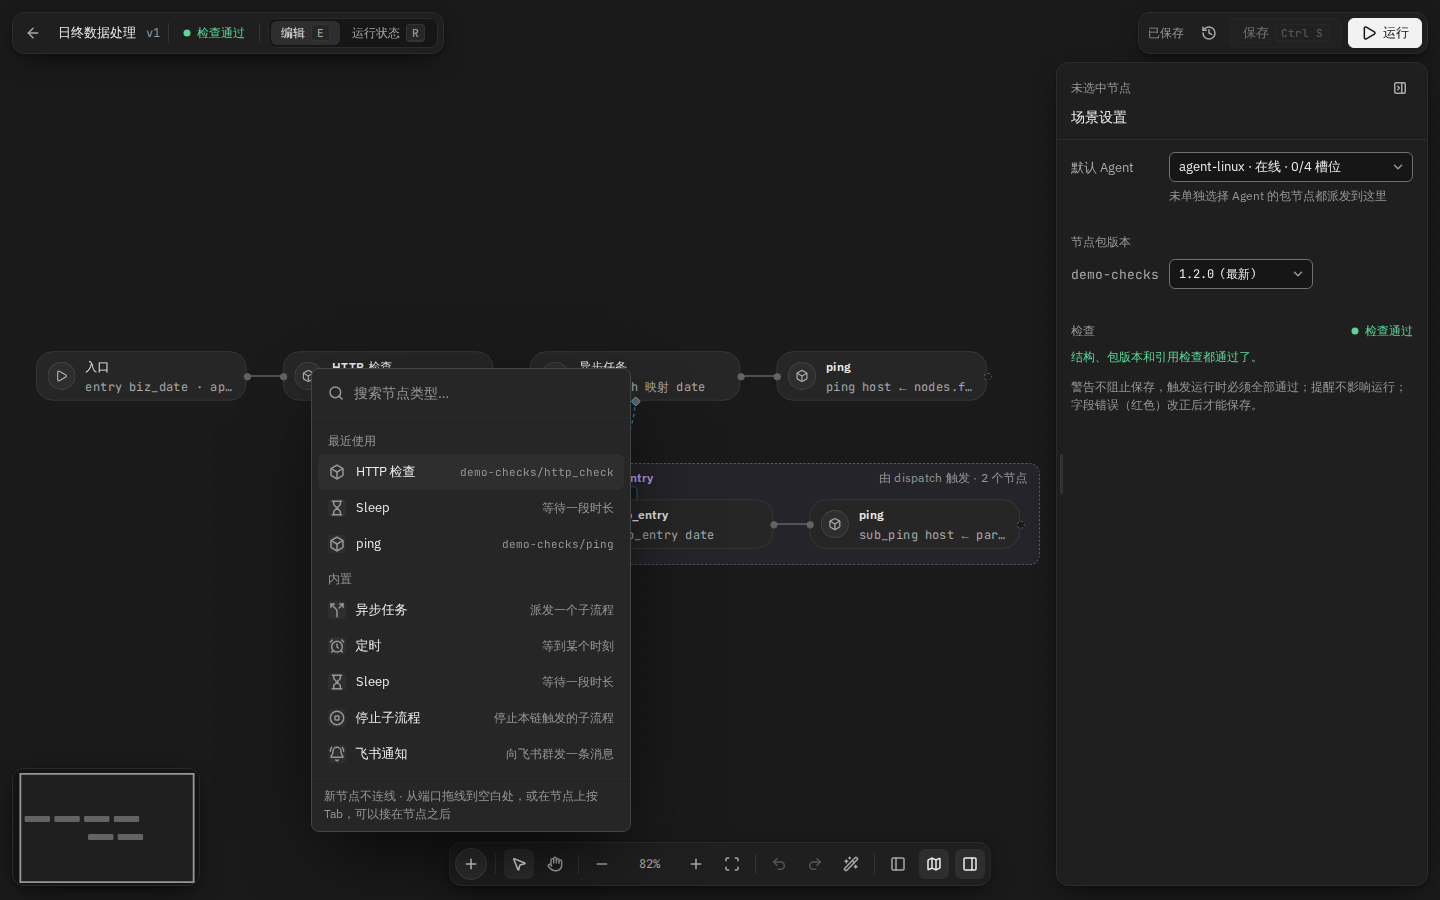 日终数据处理 v1 检查通过 编辑 E 运行状态 R
已保存 保存 Ctrl S 运行
未选中节点
场景设置
默认 Agent agent-linux · 在线 · 0/4 槽位
未单独选择 Agent 的包节点都派发到这里
节点包版本
demo-checks 1.2.0 (最新)
检查 检查通过
结构、包版本和引用检查都通过了。
警告不阻止保存，触发运行时必须全部通过；提醒不影响运行；
字段错误（红色）改正后才能保存。
入口
entry biz_date · ap…
HTTP 检查
异步任务
h 映射 date
ping
ping host ← nodes.f…
ntry 由 dispatch 触发 · 2 个节点
_entry
_entry date
ping
sub_ping host ← par…
搜索节点类型...
最近使用
HTTP 检查 demo-checks/http_check
Sleep 等待一段时长
ping demo-checks/ping
内置
异步任务 派发一个子流程
定时 等到某个时刻
Sleep 等待一段时长
停止子流程 停止本链触发的子流程
飞书通知 向飞书群发一条消息
新节点不连线 · 从端口拖线到空白处，或在节点上按
Tab，可以接在节点之后
82%